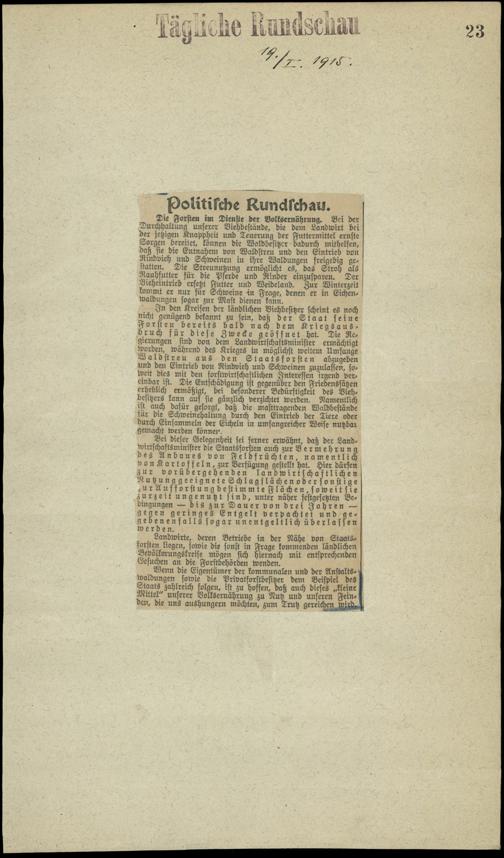 Tägliche Rundschau
23
19./I. 1915.
Politische Rundschau.
Die Forsten im Dienste der Volksernährung. Bei der
Durchhaltung unserer Viehbestände, die dem Landwirt bei
der jetzigen Knappheit und Teuerung der Futtermittel ernste
Sorgen bereitet, können die Waldbesitzer dadurch mithelfen,
daß sie die Entnahme von Waldstreu und den Eintrieb von
Rindvieh und Schweinen in ihre Waldungen freigebig ge-
statten. Die Streunutzung ermöglicht es, das Stroh als
Rauhfutter für die Pferde und Rinder einzusparen. Der
Vieheintrieb ersetzt Futter und Weideland. Zur Winterzeit
kommt er nur für Schweine in Frage, denen er in Eichen-
waldungen sogar zur Mast dienen kann.
In den Kreisen der ländlichen Viehbesitzer scheint es noch
nicht genügend bekannt zu sein, daß der Staat seine
Forsten bereits bald nach dem Kriegsaus-
bruch für diese Zwecke geöffnet hat. Die Re-
gierungen sind von dem Landwirtschaftsminister ermächtigt
worden, während des Krieges in möglichst weitem Umfange
Waldstreu aus den Staatsforsten abzugeben
und den Eintrieb von Rindvieh und Schweinen zuzulassen, so-
weit dies mit den forstwirtschaftlichen Interessen irgend ver-
einbar ist. Die Entschädigung ist gegenüber den Friedenssätzen
erheblich ermäßigt, bei besonderer Bedürftigkeit des Vieh-
besitzers kann auf sie gänzlich verzichtet werden. Namentlich
ist auch dafür gesorgt, daß die masttragenden Waldbestände
für die Schweinehaltung durch den Eintrieb der Tiere oder
durch Einsammeln der Eicheln in umfangreicher Weise nutzbar
gemacht werden können.
Bei dieser Gelegenheit sei ferner erwähnt, daß der Land-
wirtschaftsminister die Staatsforsten auch zur Vermehrung
des Anbaues von Feldfrüchten, namentlich
von Kartoffeln, zur Verfügung gestellt hat. Hier dürfen
zur vorübergehenden landwirtschaftlichen
Nutzung geeignete Schlagflächen oder sonstige
zur Aufforstung bestimmte Flächen, soweit sie
zurzeit ungenutzt sind, unter näher festgesetzten Be-
dingungen — bis zur Dauer von drei Jahren —
gegen geringes Entgelt verpachtet und ge-
gebenenfalls sogar unentgeltlich überlassen
werden.
Landwirte, deren Betriebe in der Nähe von Staats-
forsten liegen, sowie die sonst in Frage kommenden ländlichen
Bevölkerungskreise mögen sich hiernach mit entsprechenden
Gesuchen an die Forstbehörden wenden.
Wenn die Eigentümer der kommunalen und der Anstalts-
waldungen sowie die Privatforstbesitzer dem Beispiel des
Staats zahlreich folgen, ist zu hoffen, daß auch dieses „kleine
Mittel“ unserer Volksernährung zu Nutz und unseren Fein-
den, die uns aushungern möchten, zum Trutz gereichen wird.